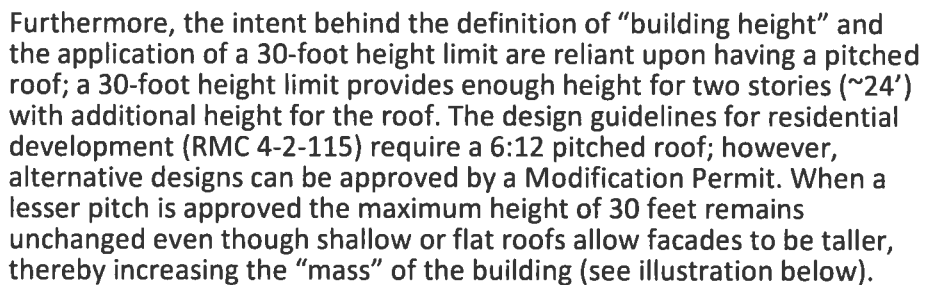 Furthermore, the intent behind the definition of “building height” and
the application of a 30-foot height limit are reliant upon having a pitched
roof; a 30-foot height limit provides enough height for two stories (~24’)
with additional height for the roof. The design guidelines for residential
development (RMC 4-2-115) require a 6:12 pitched roof; however,
alternative designs can be approved by a Modification Permit. When a
lesser pitch is approved the maximum height of 30 feet remains
unchanged even though shallow or flat roofs allow facades to be taller,
thereby increasing the “mass” of the building (see illustration below).